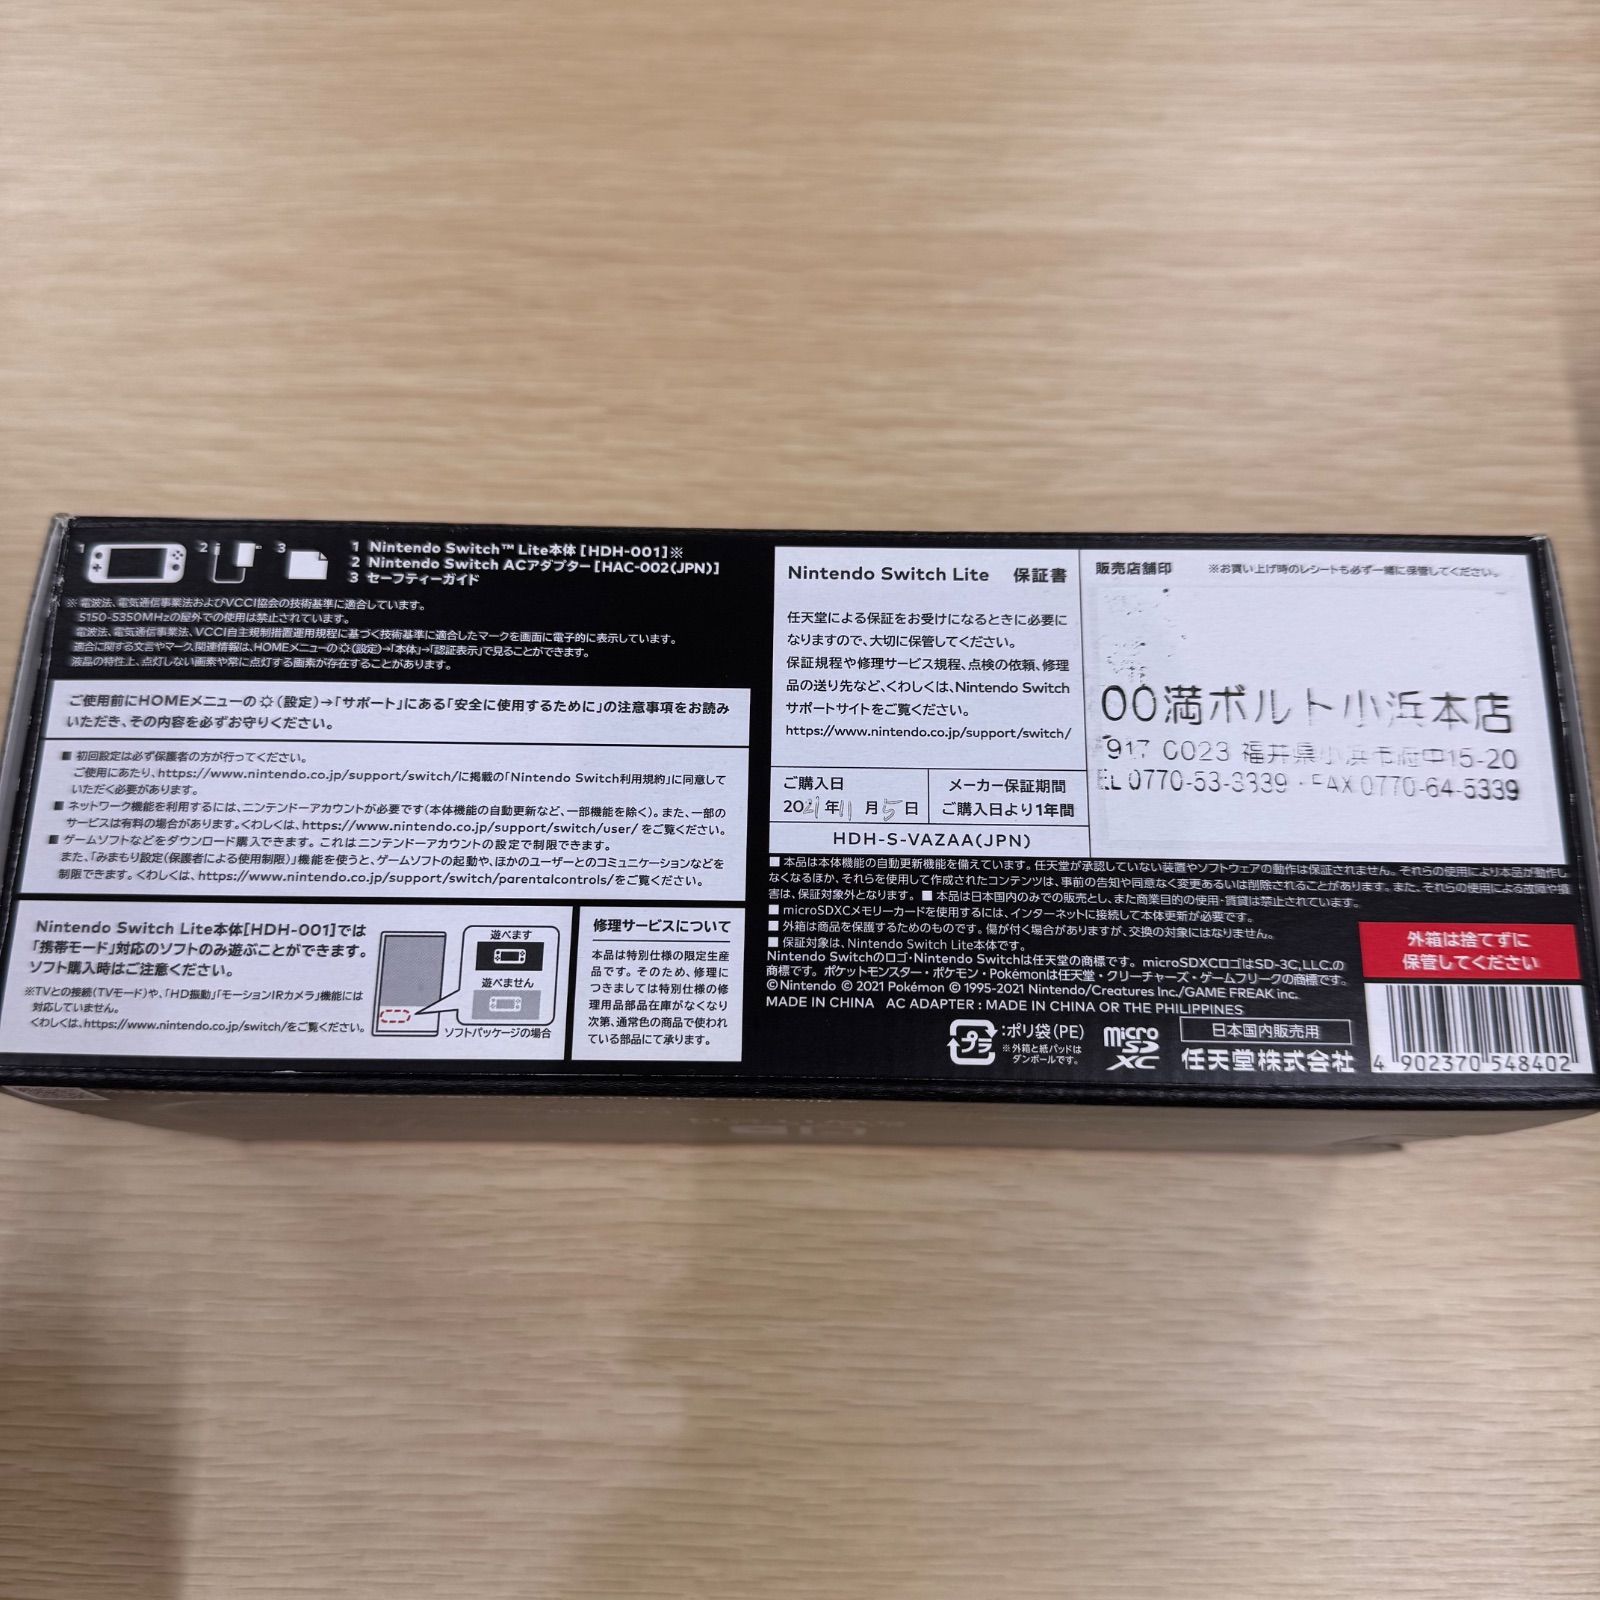 1 2 3
1 Nintendo Switch™ Lite本体[HDH-001]※
2 Nintendo Switch ACアダプター[HAC-002(JPN)]
3 セーフティーガイド
※ 電波法、電気通信事業法およびVCCI協会の技術基準に適合しています。
5150-5350MHzの屋外での使用は禁止されています。
電波法、電気通信事業法、VCCI自主規制措置運用規程に基づく技術基準に適合したマークを画面に電子的に表示しています。
適合に関する文言やマーク、関連情報は、HOMEメニューの(設定)→「本体」→「認証表示」で見ることができます。
液晶の特性上、点灯しない画素や常に点灯する画素が存在することがあります。
ご使用前にHOMEメニューの(設定)→「サポート」にある「安全に使用するために」の注意事項をお読み
いただき、その内容を必ずお守りください。
■ 初回設定は必ず保護者の方が行ってください。
ご使用にあたり、https://www.nintendo.co.jp/support/switch/に掲載の「Nintendo Switch利用規約」に同意して
いただく必要があります。
■ ネットワーク機能を利用するには、ニンテンドーアカウントが必要です(本体機能の自動更新など、一部機能を除く)。また、一部の
サービスは有料の場合があります。くわしくは、https://www.nintendo.co.jp/support/switch/user/ をご覧ください。
■ ゲームソフトなどをダウンロード購入できます。これはニンテンドーアカウントの設定で制限できます。
また、「みまもり設定(保護者による使用制限)」機能を使うと、ゲームソフトの起動や、ほかのユーザーとのコミュニケーションなどを
制限できます。くわしくは、https://www.nintendo.co.jp/support/switch/parentalcontrols/をご覧ください。
Nintendo Switch Lite本体[HDH-001]では
「携帯モード」対応のソフトのみ遊ぶことができます。
ソフト購入時はご注意ください。
※TVとの接続(TVモード)や、「HD振動」「モーションIRカメラ」機能には
対応していません。
くわしくは、https://www.nintendo.co.jp/switch/をご覧ください。
遊べます
遊べません
ソフトパッケージの場合
修理サービスについて
本品は特別仕様の限定生産
品です。そのため、修理に
つきましては特別仕様の修
理用品部品在庫がなくなり
次第、通常色の商品で使われ
ている部品にて承ります。
Nintendo Switch Lite 保証書
任天堂による保証をお受けになるときに必要に
なりますので、大切に保管してください。
保証規程や修理サービス規程、点検の依頼、修理
品の送り先など、くわしくは、Nintendo Switch
サポートサイトをご覧ください。
https://www.nintendo.co.jp/support/switch/
ご購入日
2021年11月5日
メーカー保証期間
ご購入日より1年間
HDH-S-VAZAA(JPN)
販売店舗印 ※お買い上げ時のレシートも必ず一緒に保管してください。
00満ボルト小浜本店
917 0023 福井県小浜市府中15-20
EL 0770-53-3339・FAX 0770-64-5339
■ 本品は本体機能の自動更新機能を備えています。任天堂が承認していない装置やソフトウェアの動作は保証されません。それらの使用により本品が動作し
なくなるほか、それらを使用して作成されたコンテンツは、事前の告知や同意なく変更あるいは削除されることがあります。また、それらの使用による故障や損
害は、保証対象外となります。 ■ 本品は日本国内のみでの販売とし、また商業目的の使用・賃貸は禁止されています。
■ microSDXCメモリーカードを使用するには、インターネットに接続して本体更新が必要です。
■ 外箱は商品を保護するためのものです。傷が付く場合がありますが、交換の対象にはなりません。
■ 保証対象は、Nintendo Switch Lite本体です。
Nintendo Switchのロゴ・Nintendo Switchは任天堂の商標です。microSDXCロゴはSD-3C,LLC.の
商標です。ポケットモンスター・ポケモン・Pokémonは任天堂・クリーチャーズ・ゲームフリークの商標です。
©Nintendo © 2021 Pokémon © 1995-2021 Nintendo/Creatures Inc./GAME FREAK inc.
MADE IN CHINA AC ADAPTER : MADE IN CHINA OR THE PHILIPPINES
外箱は捨てずに
保管してください
プラ :ポリ袋(PE)
※外箱と紙パッドは
ダンボールです。
micro SD XC
日本国内販売用
任天堂株式会社
4 902370 548402